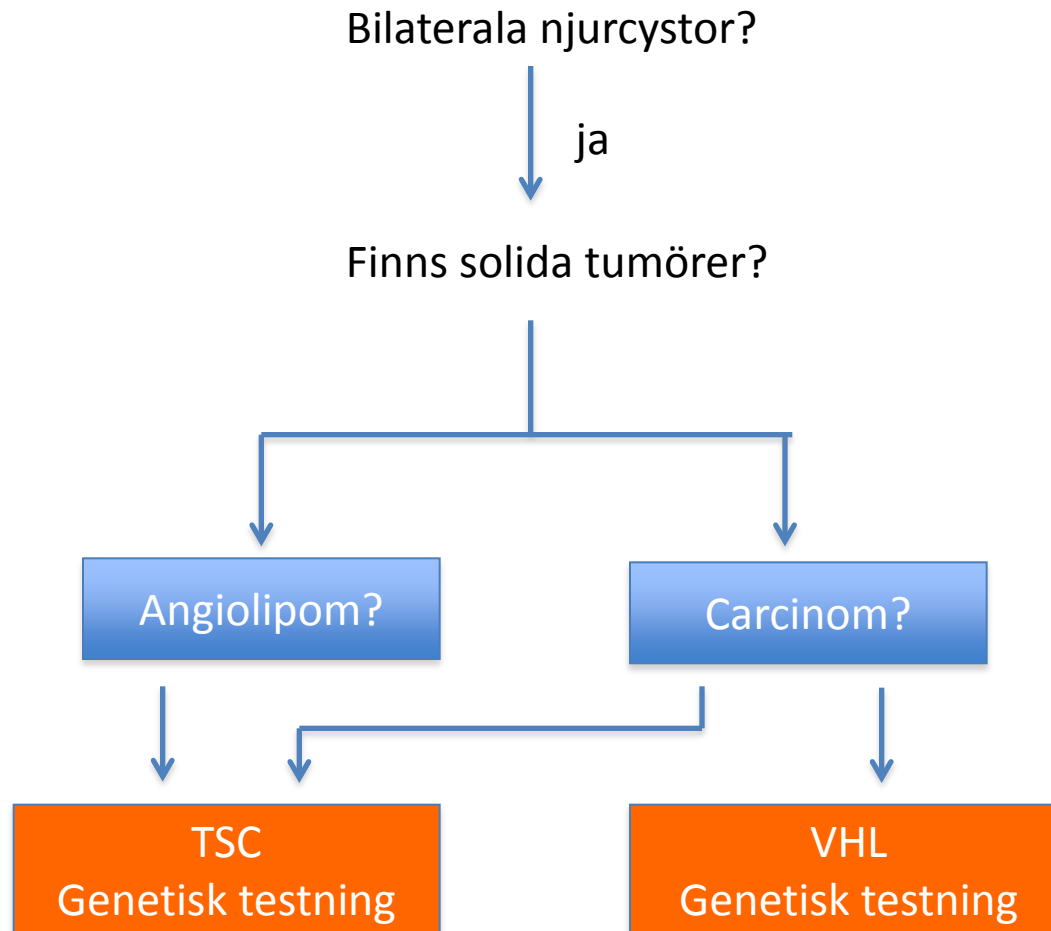 Bilaterala njurcystor?
ja
Finns solida tumörer?
Angiolipom?
Carcinom?
TSC
Genetisk testning
VHL
Genetisk testning